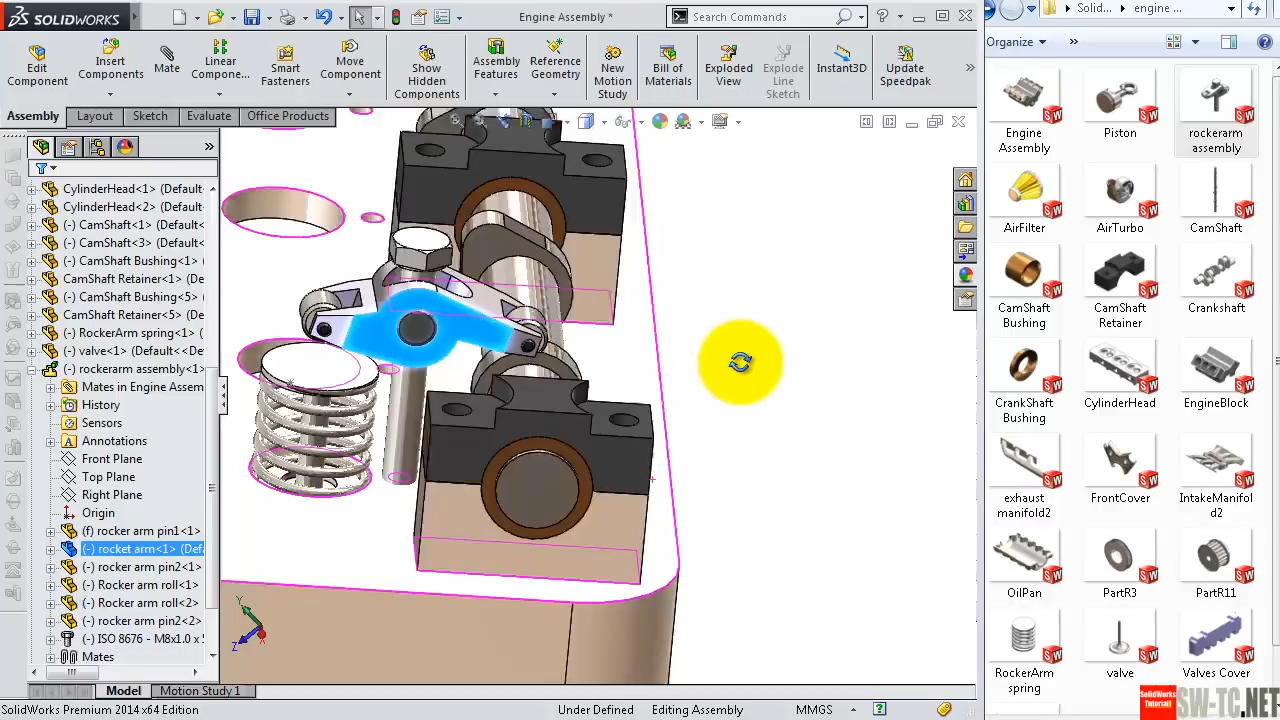 SOLIDWORKS
Engine Assembly *
Search Commands
Edit Component
Insert Components
Mate
Linear Compone...
Smart Fasteners
Move Component
Show Hidden Components
Assembly Features
Reference Geometry
New Motion Study
Bill of Materials
Exploded View
Explode Line Sketch
Instant3D
Update Speedpak
Assembly
Layout
Sketch
Evaluate
Office Products
CylinderHead<1> (Default
CylinderHead<2> (Default
(-) CamShaft<1> (Default
(-) CamShaft<3> (Default
(-) CamShaft Bushing<1>
CamShaft Retainer<1> (
(-) CamShaft Bushing<5>
CamShaft Retainer<5> (
(-) RockerArm spring<1>
(-) valve<1> (Default<<D
(-) rockerarm assembly<1>
Mates in Engine Assem
History
Sensors
Annotations
Front Plane
Top Plane
Right Plane
Origin
(f) rocker arm pin1<1>
(-) rocket arm<1> (Defa
(-) rocker arm pin2<1>
(-) Rocker arm roll<1>
(-) Rocker arm roll<2>
(-) rocker arm pin2<2>
(-) ISO 8676 - M8x1.0 x
Mates
Y
Z
X
Model
Motion Study 1
SolidWorks Premium 2014 x64 Edition
Under Defined
Editing Assembly
MMGS
Solid...
engine ...
Organize
Engine Assembly
Piston
rockerarm assembly
AirFilter
AirTurbo
CamShaft
CamShaft Bushing
CamShaft Retainer
Crankshaft
CrankShaft Bushing
CylinderHead
EngineBlock
exhaust manifold2
FrontCover
IntakeManifold2
OilPan
PartR3
PartR11
RockerArm spring
valve
Valves Cover
SolidWorks Tutorial
SW-TC.NET